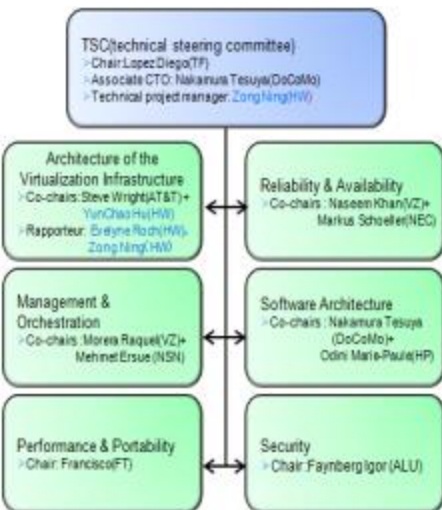 TSC(technical steering committee)
Chair:Lopez Diego(TF)
Associate CTO: Nakamura Tesuya(DoCoMo)
Technical project manager: Zong Ning(HW)
Architecture of the
Virtualization Infrastructure
Co-chairs: Steve Wright(AT&T)+
YunChao Hu(HW)
Rapporteur: Evelyne Roch(HW),
Zong Ning(HW)
Reliability & Availability
Co-chairs : Naseem Khan(VZ)+
Markus Schoeller(NEC)
Management &
Orchestration
Co-chairs : Morera Raquel(VZ)+
Mehmet Ersue (NSN)
Software Architecture
Co-chairs : Nakamura Tesuya
(DoCoMo)+
Odini Marie-Paule(HP)
Performance & Portability
Chair: Francisco(FT)
Security
Chair: Faynberg Igor (ALU)